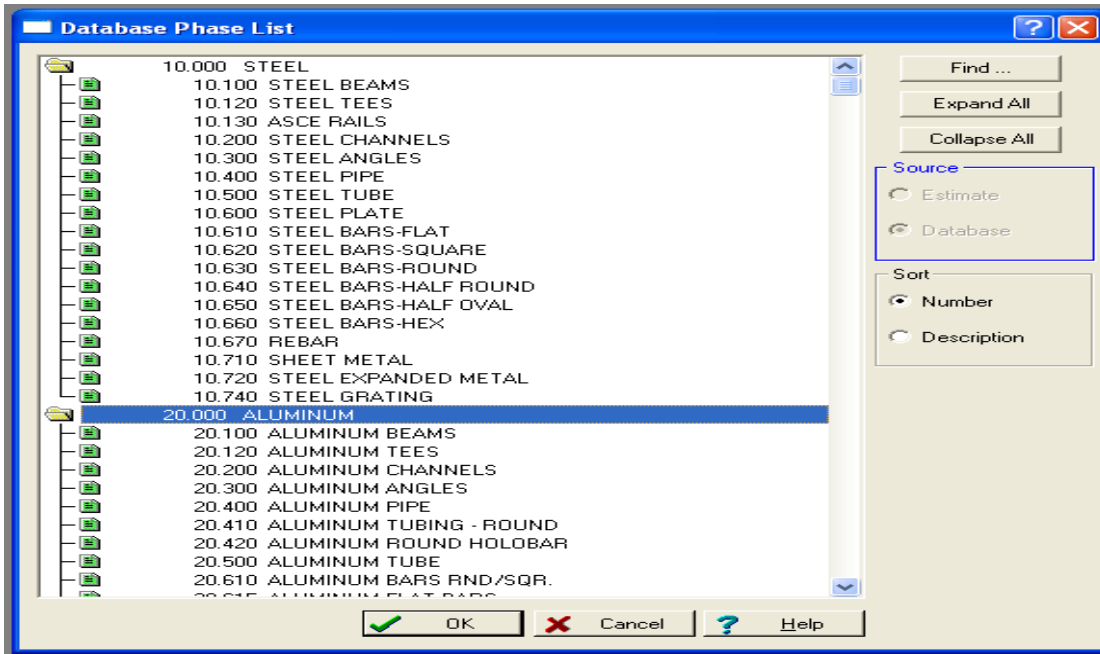 Database Phase List
10.000 STEEL
10.100 STEEL BEAMS
10.120 STEEL TEES
10.130 ASCE RAILS
10.200 STEEL CHANNELS
10.300 STEEL ANGLES
10.400 STEEL PIPE
10.500 STEEL TUBE
10.600 STEEL PLATE
10.610 STEEL BARS-FLAT
10.620 STEEL BARS-SQUARE
10.630 STEEL BARS-ROUND
10.640 STEEL BARS-HALF ROUND
10.650 STEEL BARS-HALF OVAL
10.660 STEEL BARS-HEX
10.670 REBAR
10.710 SHEET METAL
10.720 STEEL EXPANDED METAL
10.740 STEEL GRATING
20.000 ALUMINUM
20.100 ALUMINUM BEAMS
20.120 ALUMINUM TEES
20.200 ALUMINUM CHANNELS
20.300 ALUMINUM ANGLES
20.400 ALUMINUM PIPE
20.410 ALUMINUM TUBING - ROUND
20.420 ALUMINUM ROUND HOLOBAR
20.500 ALUMINUM TUBE
20.610 ALUMINUM BARS RND/SQR.
Find ...
Expand All
Collapse All
Source
Estimate
Database
Sort
Number
Description
OK
Cancel
Help